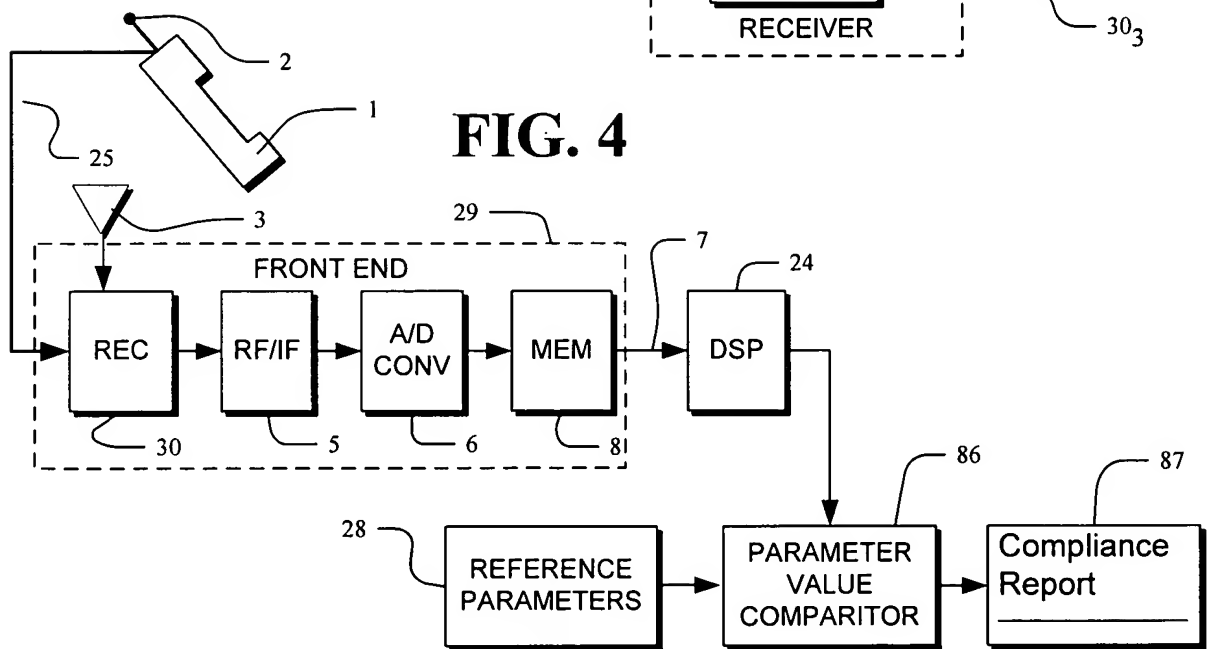 RECEIVER
30₃
2
1
25
FIG. 4
3
29
7
24
FRONT END
REC
RF/IF
A/D
CONV
MEM
DSP
30
5
6
8
86
87
28
REFERENCE
PARAMETERS
PARAMETER
VALUE
COMPARITOR
Compliance
Report